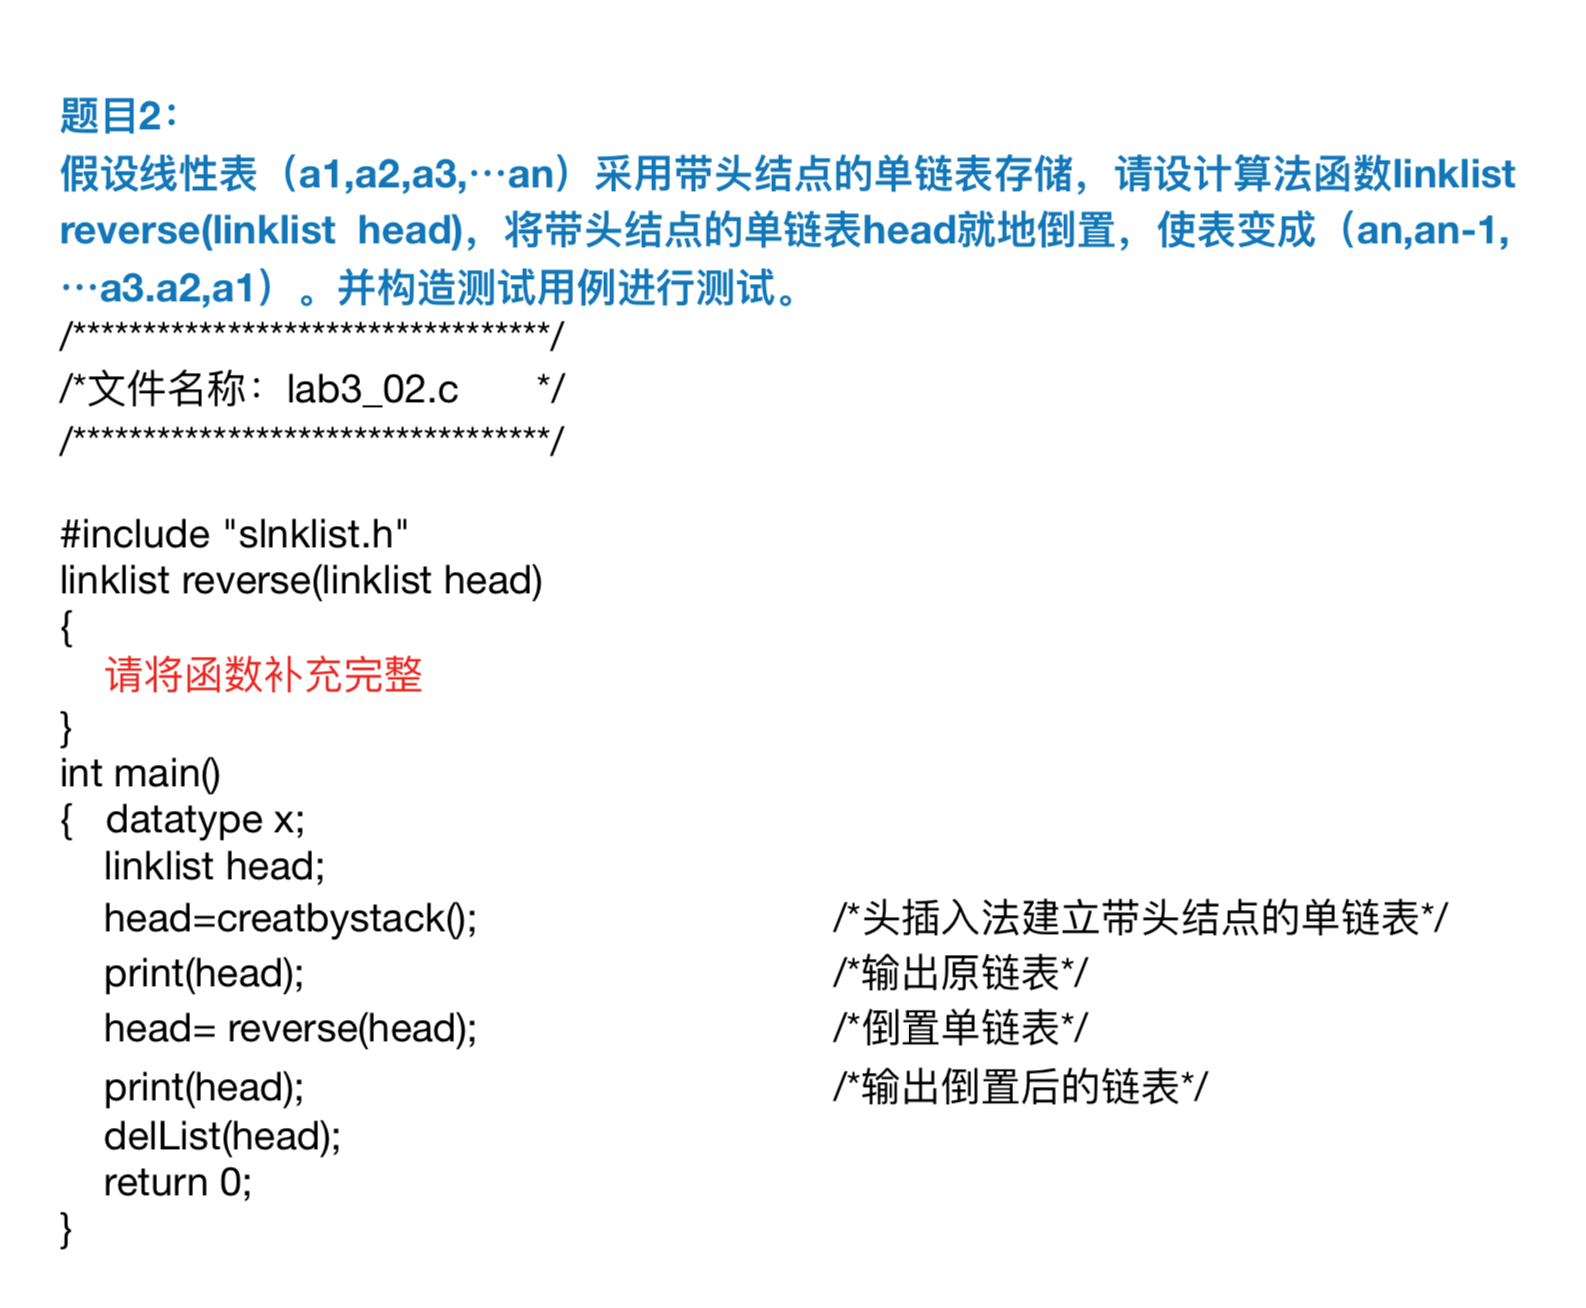 题目2：
假设线性表（a1,a2,a3,…an）采用带头结点的单链表存储，请设计算法函数linklist
reverse(linklist  head)，将带头结点的单链表head就地倒置，使表变成（an,an-1,
…a3.a2,a1）。并构造测试用例进行测试。
/**********************************/
/*文件名称：lab3_02.c        */
/**********************************/
#include "slnklist.h"
linklist reverse(linklist head)
{
请将函数补充完整
}
int main()
{   datatype x;
linklist head;
head=creatbystack();    /*头插入法建立带头结点的单链表*/
print(head);    /*输出原链表*/
head= reverse(head);    /*倒置单链表*/
print(head);    /*输出倒置后的链表*/
delList(head);
return 0;
}